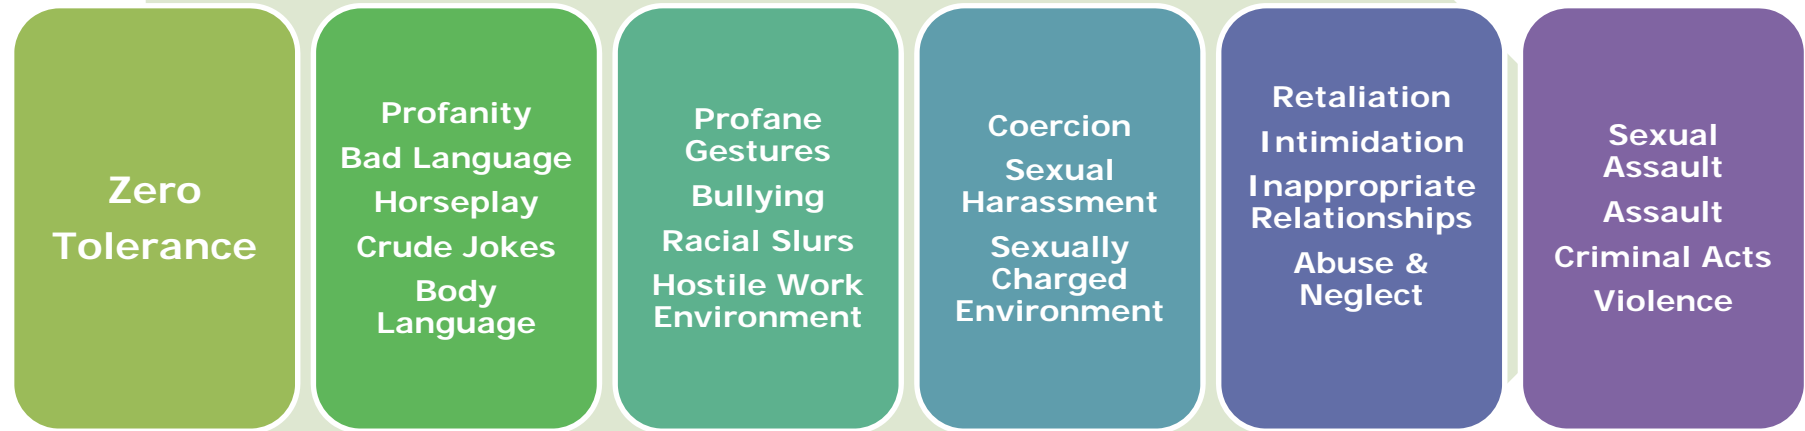 Zero
Tolerance
Profanity
Bad Language
Horseplay
Crude Jokes
Body
Language
Profane
Gestures
Bullying
Racial Slurs
Hostile Work
Environment
Coercion
Sexual
Harassment
Sexually
Charged
Environment
Retaliation
Intimidation
Inappropriate
Relationships
Abuse &
Neglect
Sexual
Assault
Assault
Criminal Acts
Violence